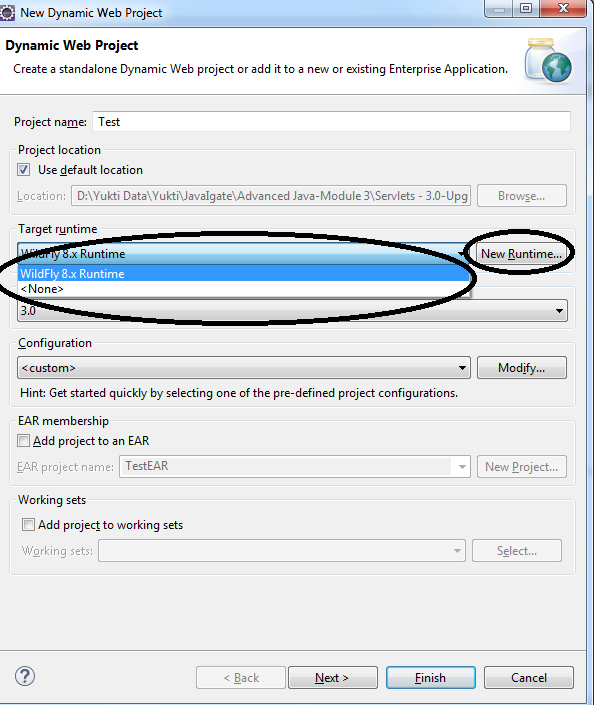 New Dynamic Web Project
Dynamic Web Project
Create a standalone Dynamic Web project or add it to a new or existing Enterprise Application.
Project name: Test
Project location
Use default location
Location: D:\Yukti Data\Yukti\JavaIgate\Advanced Java-Module 3\Servlets - 3.0-Upg Browse...
Target runtime
WildFly 8.x Runtime New Runtime...
WildFly 8.x Runtime
<None>
3.0
Configuration
<custom> Modify...
Hint: Get started quickly by selecting one of the pre-defined project configurations.
EAR membership
Add project to an EAR
EAR project name: TestEAR New Project...
Working sets
Add project to working sets
Working sets: Select...
? < Back Next > Finish Cancel